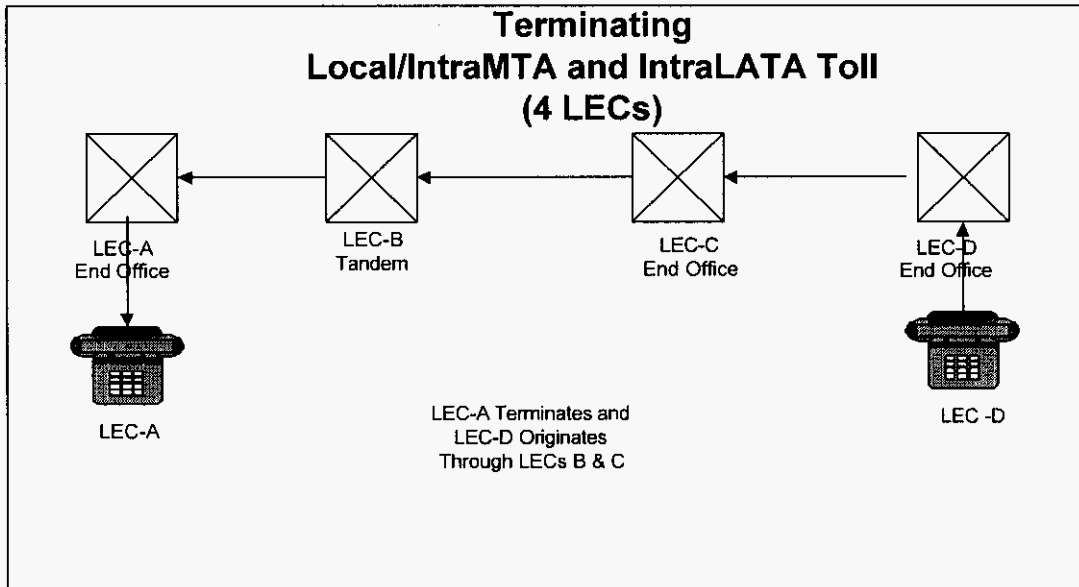 Terminating
Local/IntraMTA and IntraLATA Toll
(4 LECs)
LEC-A
End Office
LEC-B
Tandem
LEC-C
End Office
LEC-D
End Office
LEC-A
LEC-A Terminates and
LEC-D Originates
Through LECs B & C
LEC -D